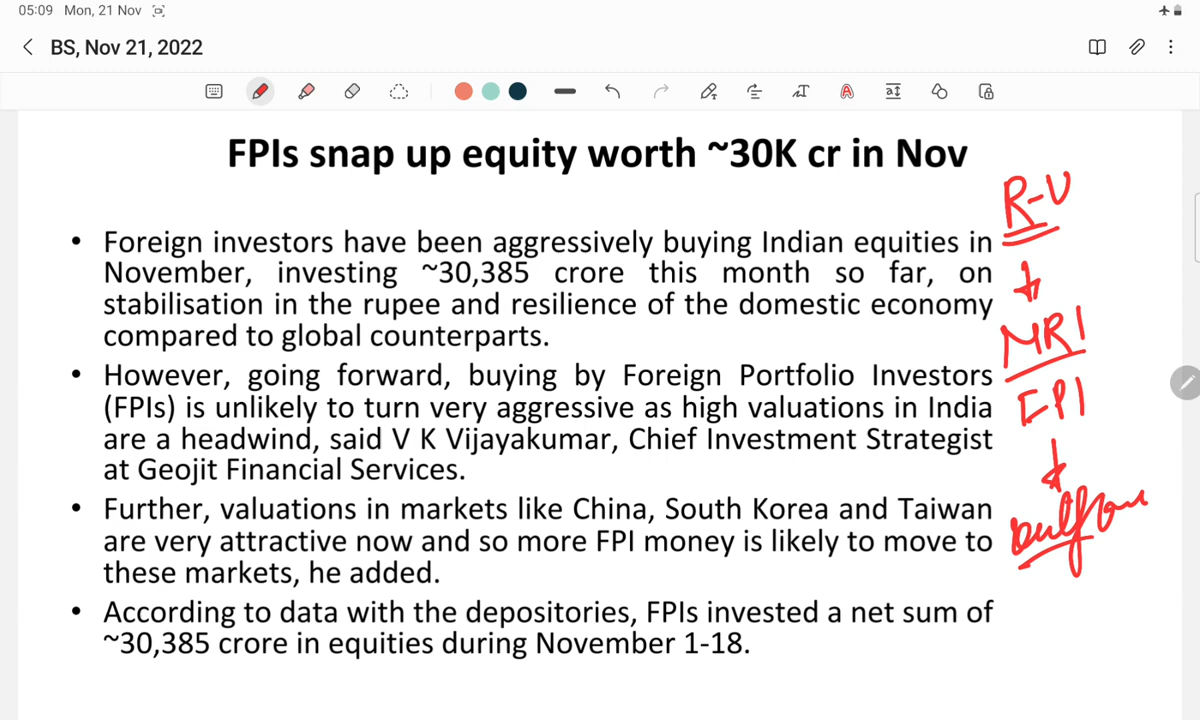 05:09 Mon, 21 Nov
BS, Nov 21, 2022
FPIs snap up equity worth ~30K cr in Nov
• Foreign investors have been aggressively buying Indian equities in
November, investing ~30,385 crore this month so far, on
stabilisation in the rupee and resilience of the domestic economy
compared to global counterparts.
• However, going forward, buying by Foreign Portfolio Investors
(FPIs) is unlikely to turn very aggressive as high valuations in India
are a headwind, said V K Vijayakumar, Chief Investment Strategist
at Geojit Financial Services.
• Further, valuations in markets like China, South Korea and Taiwan
are very attractive now and so more FPI money is likely to move to
these markets, he added.
• According to data with the depositories, FPIs invested a net sum of
~30,385 crore in equities during November 1-18.
R-U
MRI
FPI